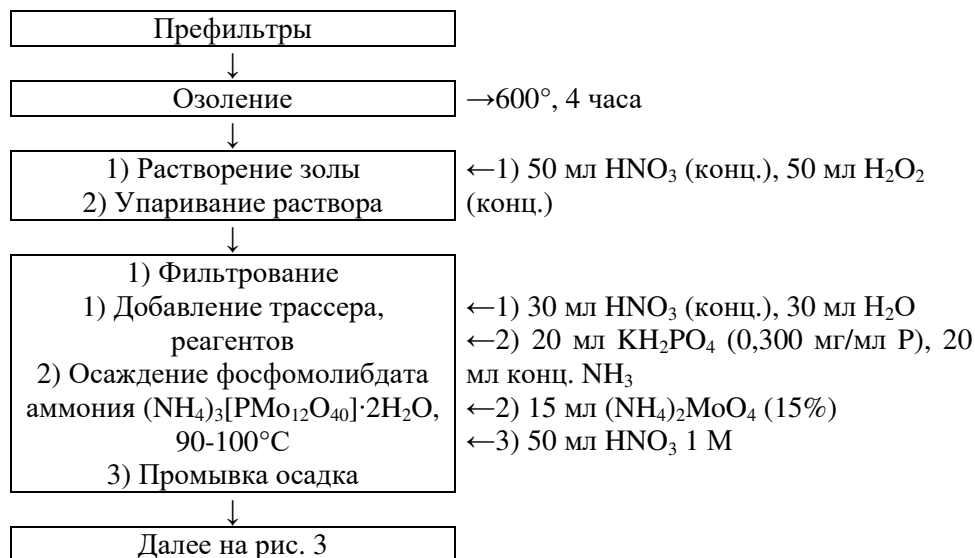 Префильтры
↓
Озоление
→600°, 4 часа
↓
1) Растворение золы
2) Упаривание раствора
←1) 50 мл HNO₃ (конц.), 50 мл H₂O₂
(конц.)
↓
1) Фильтрование
1) Добавление трассера,
реагентов
2) Осаждение фосфомолибдата
аммония (NH₄)₃[PMo₁₂O₄₀]·2H₂O,
90-100°C
3) Промывка осадка
←1) 30 мл HNO₃ (конц.), 30 мл H₂O
←2) 20 мл KH₂PO₄ (0,300 мг/мл P), 20
мл конц. NH₃
←2) 15 мл (NH₄)₂MoO₄ (15%)
←3) 50 мл HNO₃ 1 M
↓
Далее на рис. 3